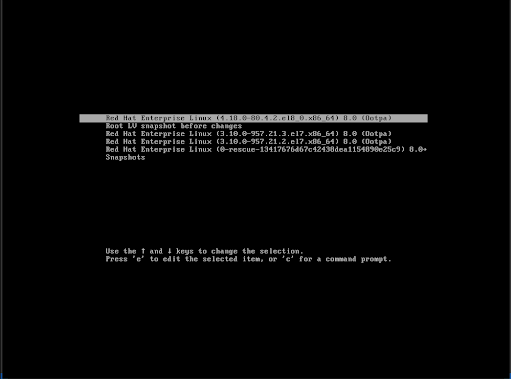 Red Hat Enterprise Linux (4.18.0-80.4.2.el8_0.x86_64) 8.0 (Ootpa)
Root LV snapshot before changes
Red Hat Enterprise Linux (3.10.0-957.21.3.el7.x86_64) 8.0 (Ootpa)
Red Hat Enterprise Linux (3.10.0-957.21.2.el7.x86_64) 8.0 (Ootpa)
Red Hat Enterprise Linux (0-rescue-13417676d67c42430dea1154890e25c9) 8.0→
Snapshots
Use the ↑ and ↓ keys to change the selection.
Press 'e' to edit the selected item, or 'c' for a command prompt.